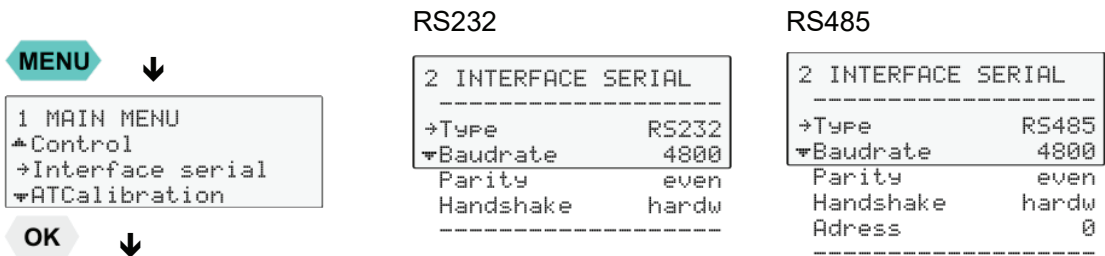 MENU
1 MAIN MENU
Control
→Interface serial
ATCalibration
OK
RS232
2 INTERFACE SERIAL
--------------------
→Type RS232
Baudrate 4800
Parity even
Handshake hardw
--------------------
RS485
2 INTERFACE SERIAL
--------------------
→Type RS485
Baudrate 4800
Parity even
Handshake hardw
Adress 0
--------------------